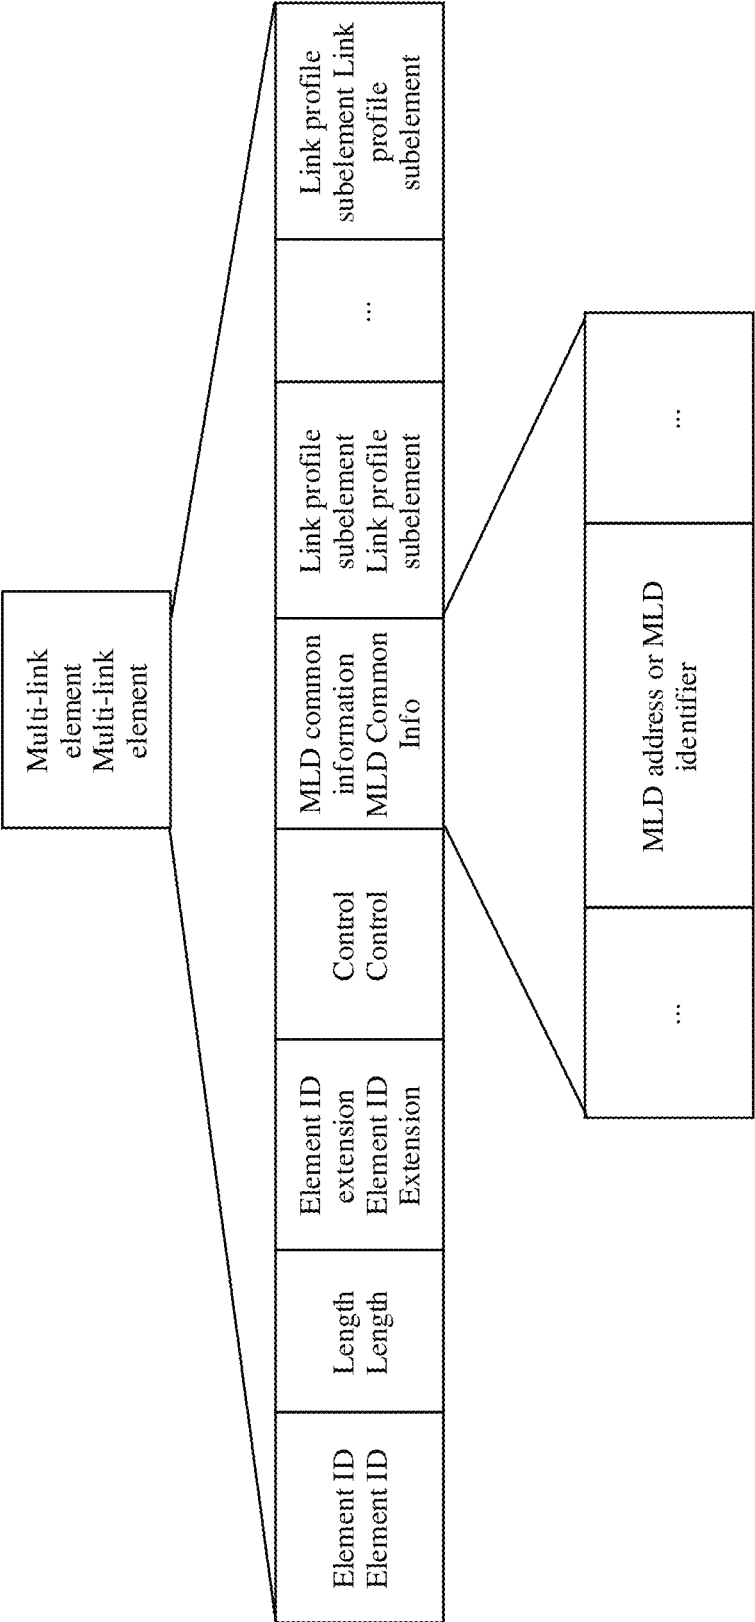 Multi-link
element
Multi-link
element
Element ID
Element ID
Length
Length
Element ID
extension
Element ID
Extension
Control
Control
MLD common
information
MLD Common
Info
Link profile
subelement
Link profile
subelement
...
Link profile
subelement Link
profile
subelement
...
MLD address or MLD
identifier
...